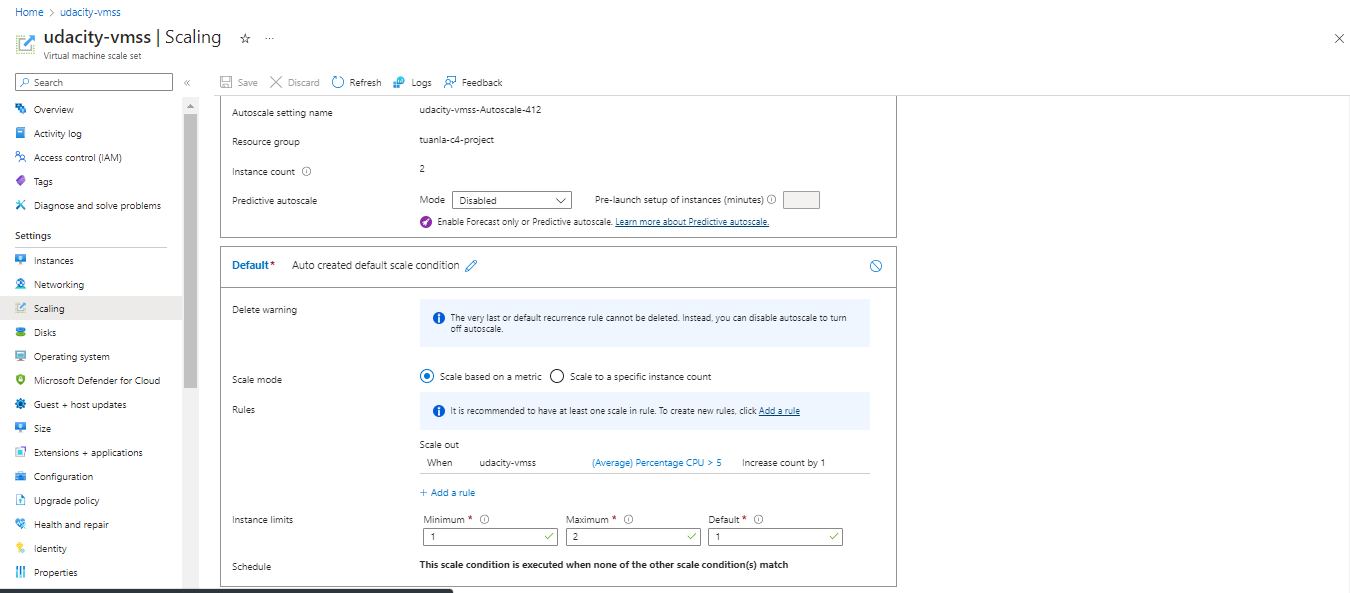 Home > udacity-vmss
udacity-vmss | Scaling ☆ ...
Virtual machine scale set
Search
«
Save Discard Refresh Logs Feedback
Overview
Activity log
Access control (IAM)
Tags
Diagnose and solve problems
Settings
Instances
Networking
Scaling
Disks
Operating system
Microsoft Defender for Cloud
Guest + host updates
Size
Extensions + applications
Configuration
Upgrade policy
Health and repair
Identity
Properties
Autoscale setting name udacity-vmss-Autoscale-412
Resource group tuanla-c4-project
Instance count 2
Predictive autoscale Mode Disabled Pre-launch setup of instances (minutes)
Enable Forecast only or Predictive autoscale. Learn more about Predictive autoscale.
Default* Auto created default scale condition
Delete warning
The very last or default recurrence rule cannot be deleted. Instead, you can disable autoscale to turn
off autoscale.
Scale mode Scale based on a metric Scale to a specific instance count
Rules It is recommended to have at least one scale in rule. To create new rules, click Add a rule
Scale out
When udacity-vmss (Average) Percentage CPU > 5 Increase count by 1
+ Add a rule
Instance limits Minimum * Maximum * Default *
1 2 1
Schedule This scale condition is executed when none of the other scale condition(s) match